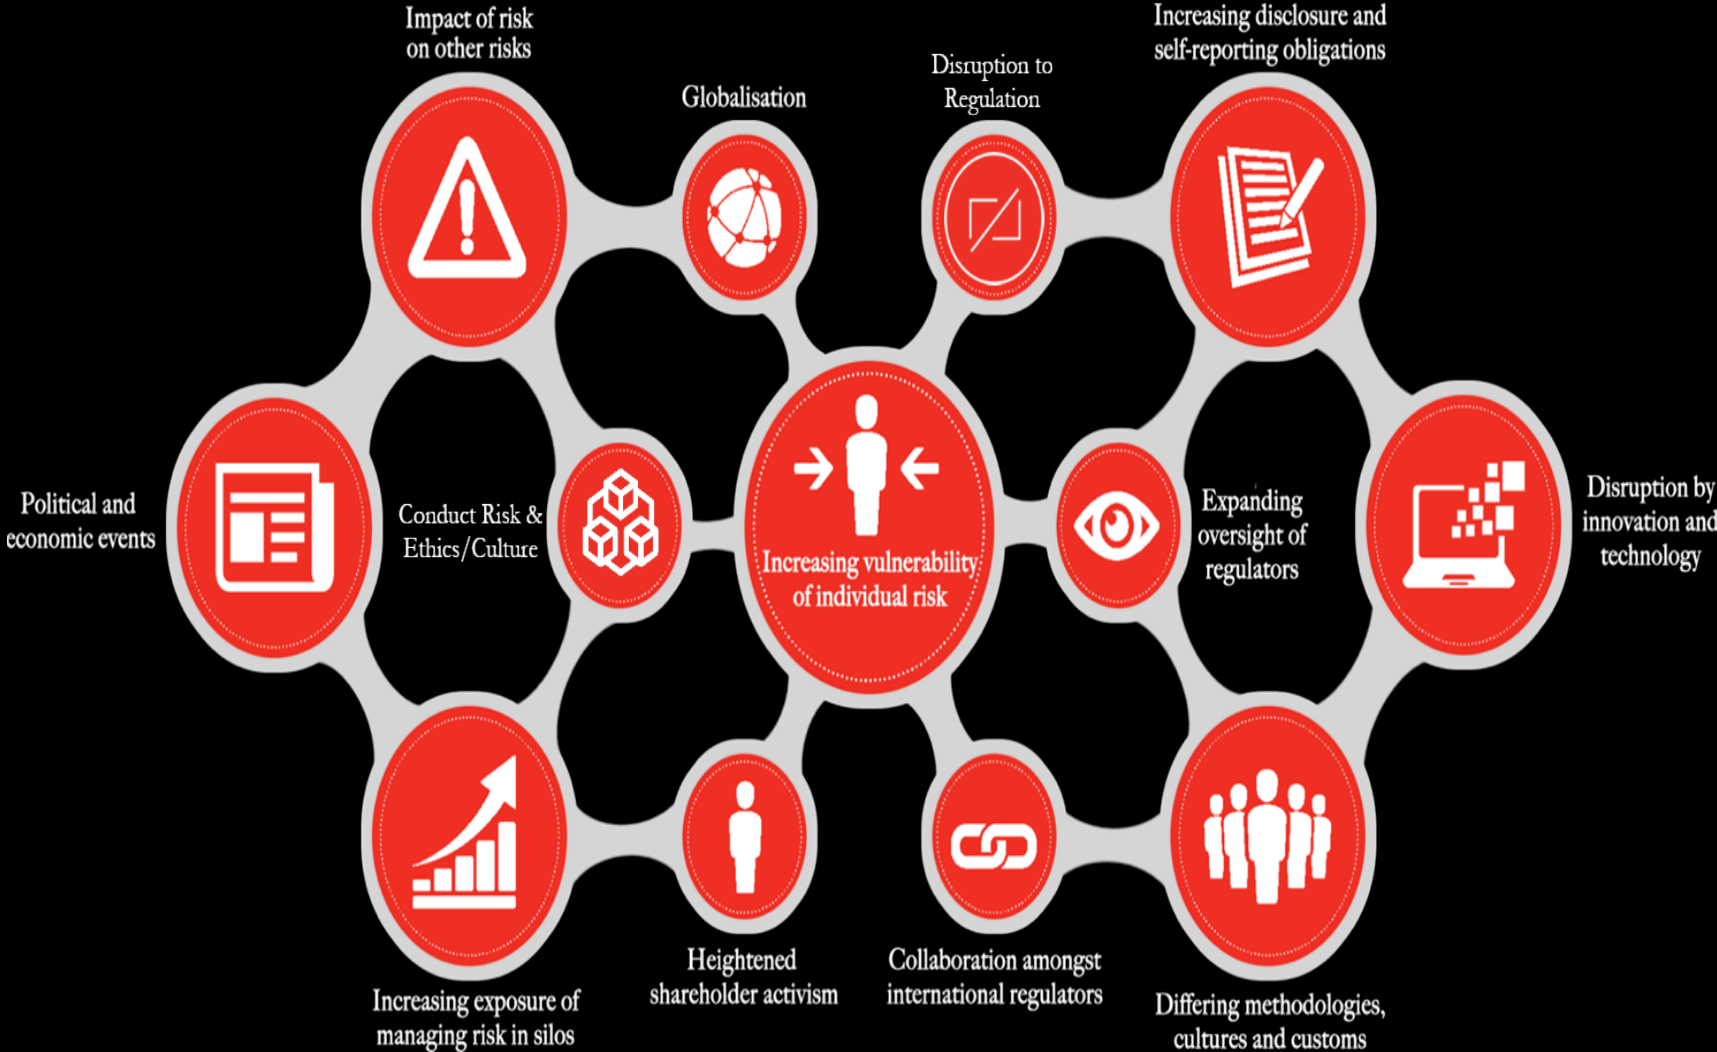 Impact of risk
on other risks
Globalisation
Disruption to
Regulation
Increasing disclosure and
self-reporting obligations
Political and
economic events
Conduct Risk &
Ethics/Culture
Increasing vulnerability
of individual risk
Expanding
oversight of
regulators
Disruption by
innovation and
technology
Increasing exposure of
managing risk in silos
Heightened
shareholder activism
Collaboration amongst
international regulators
Differing methodologies,
cultures and customs